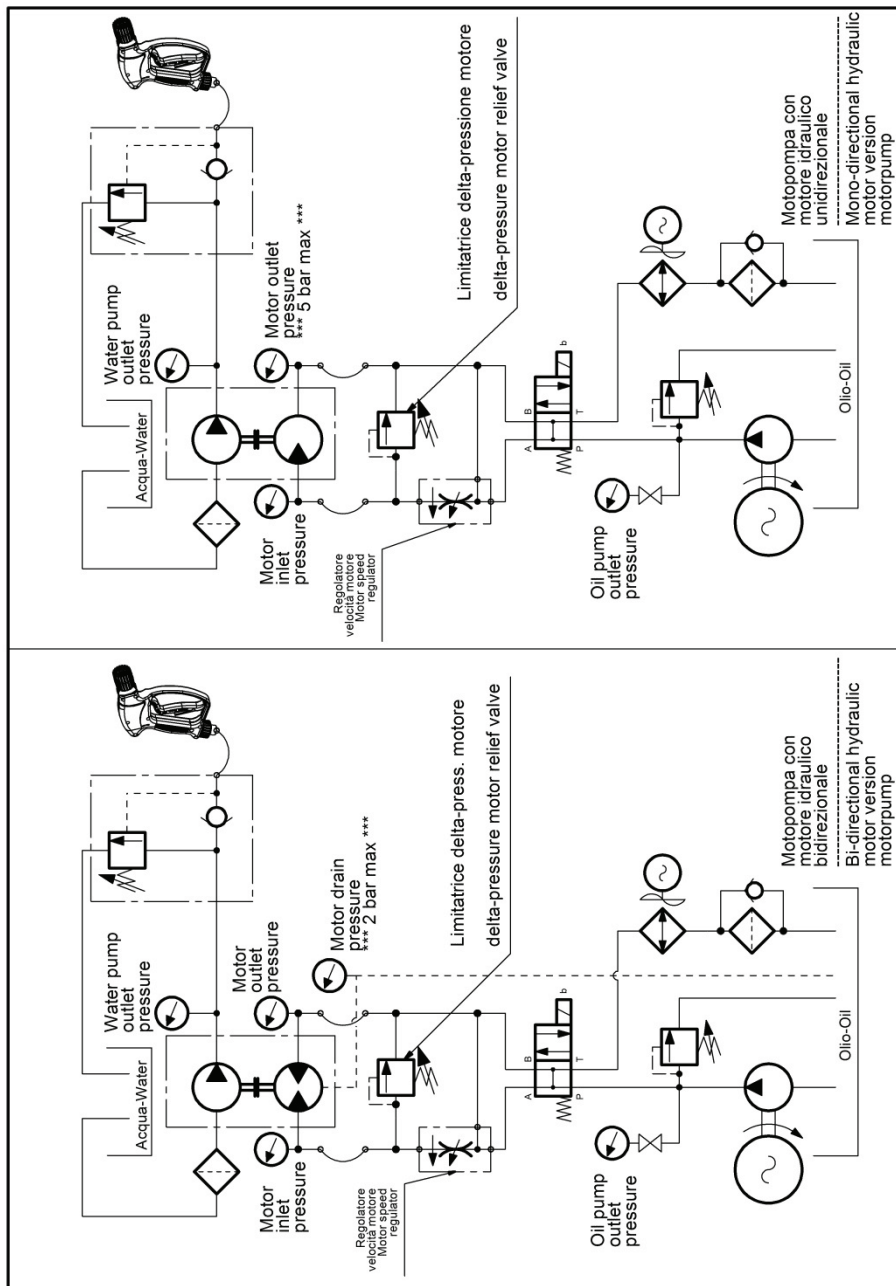 Acqua-Water
Water pump
outlet
pressure
Motor
inlet
pressure
Motor
outlet
pressure
Motor drain
pressure
*** 2 bar max ***
Regolatore
velocità motore
Motor speed
regulator
Limitatrice delta-press. motore
delta-pressure motor relief valve
A
B
P
T
b
Oil pump
outlet
pressure
Olio-Oil
Motopompa con
motore idraulico
bidirezionale
Bi-directional hydraulic
motor version
motorpump
Acqua-Water
Water pump
outlet
pressure
Motor
inlet
pressure
Motor outlet
pressure
*** 5 bar max ***
Regolatore
velocità motore
Motor speed
regulator
Limitatrice delta-pressione motore
delta-pressure motor relief valve
A
B
P
T
b
Oil pump
outlet
pressure
Olio-Oil
Motopompa con
motore idraulico
unidirezionale
Mono-directional hydraulic
motor version
motorpump